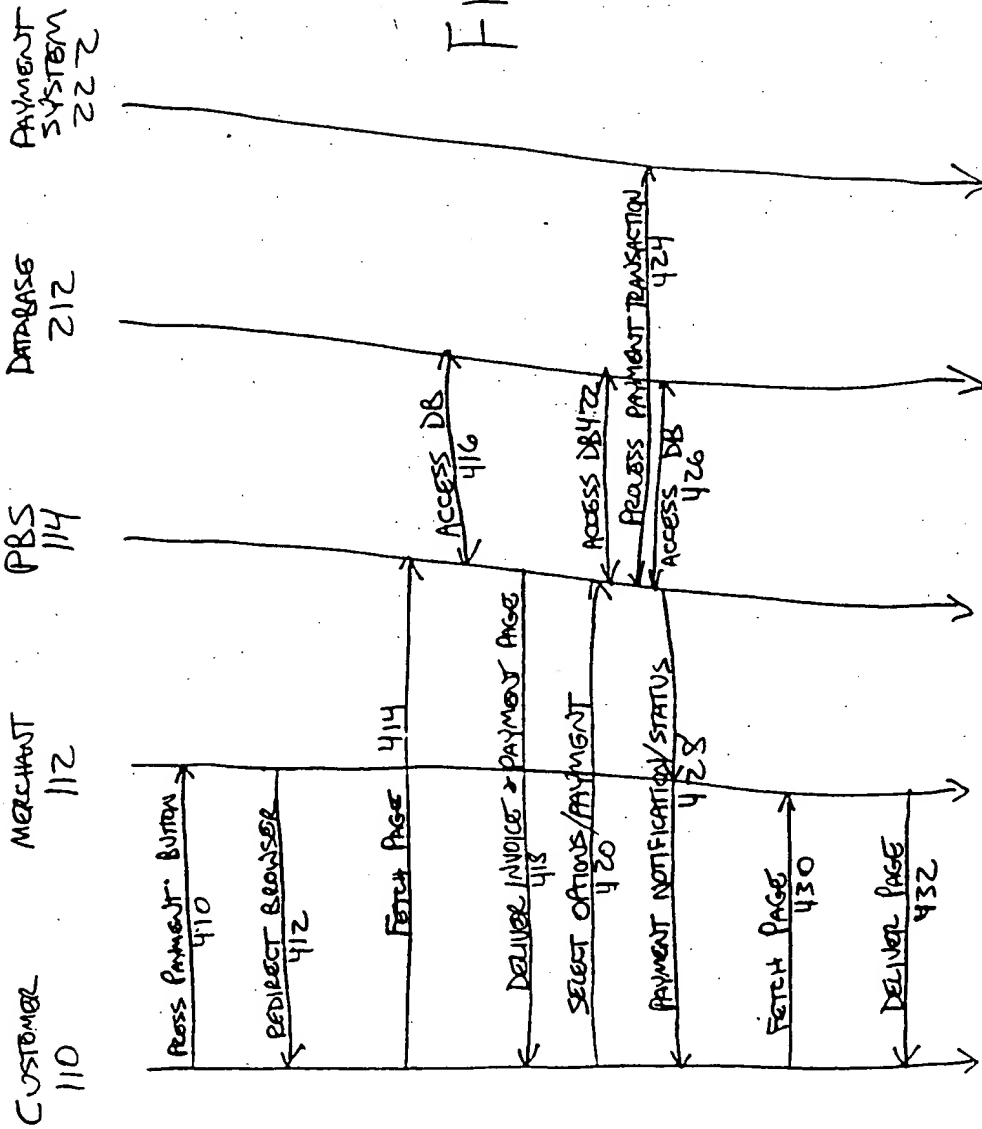 CUSTOMER
110
MERCHANT
112
PBS
114
DATABASE
212
PAYMENT
SYSTEM
222
PRESS PAYMENT BUTTON
410
REDIRECT BROWSER
412
FETCH PAGE 414
ACCESS DB
416
DELIVER INVOICE & PAYMENT PAGE
418
SELECT OPTIONS/PAYMENT
420
ACCESS DB 422
PROCESS PAYMENT TRANSACTION
424
ACCESS DB
426
PAYMENT NOTIFICATION/STATUS
428
FETCH PAGE
430
DELIVER PAGE
432